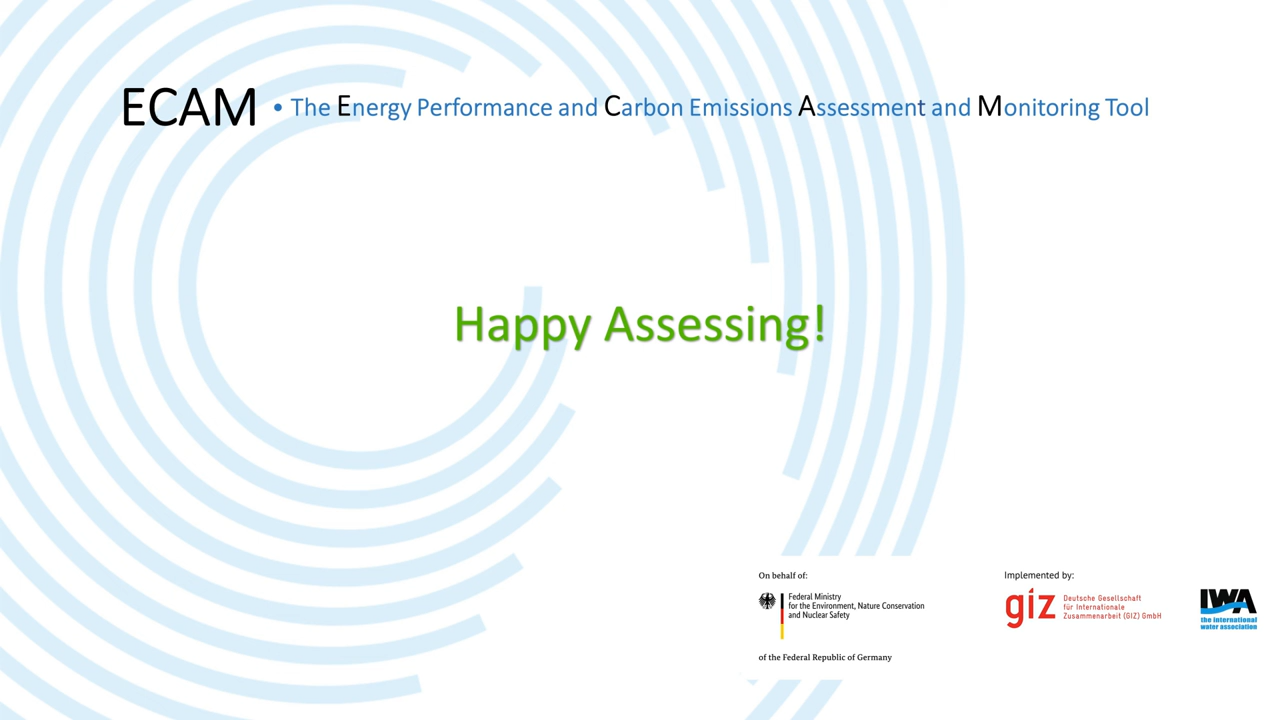 ECAM • The Energy Performance and Carbon Emissions Assessment and Monitoring Tool
Happy Assessing!
On behalf of:
Federal Ministry
for the Environment, Nature Conservation
and Nuclear Safety
of the Federal Republic of Germany
Implemented by:
giz
Deutsche Gesellschaft
für Internationale
Zusammenarbeit (GIZ) GmbH
IWA
the international
water association